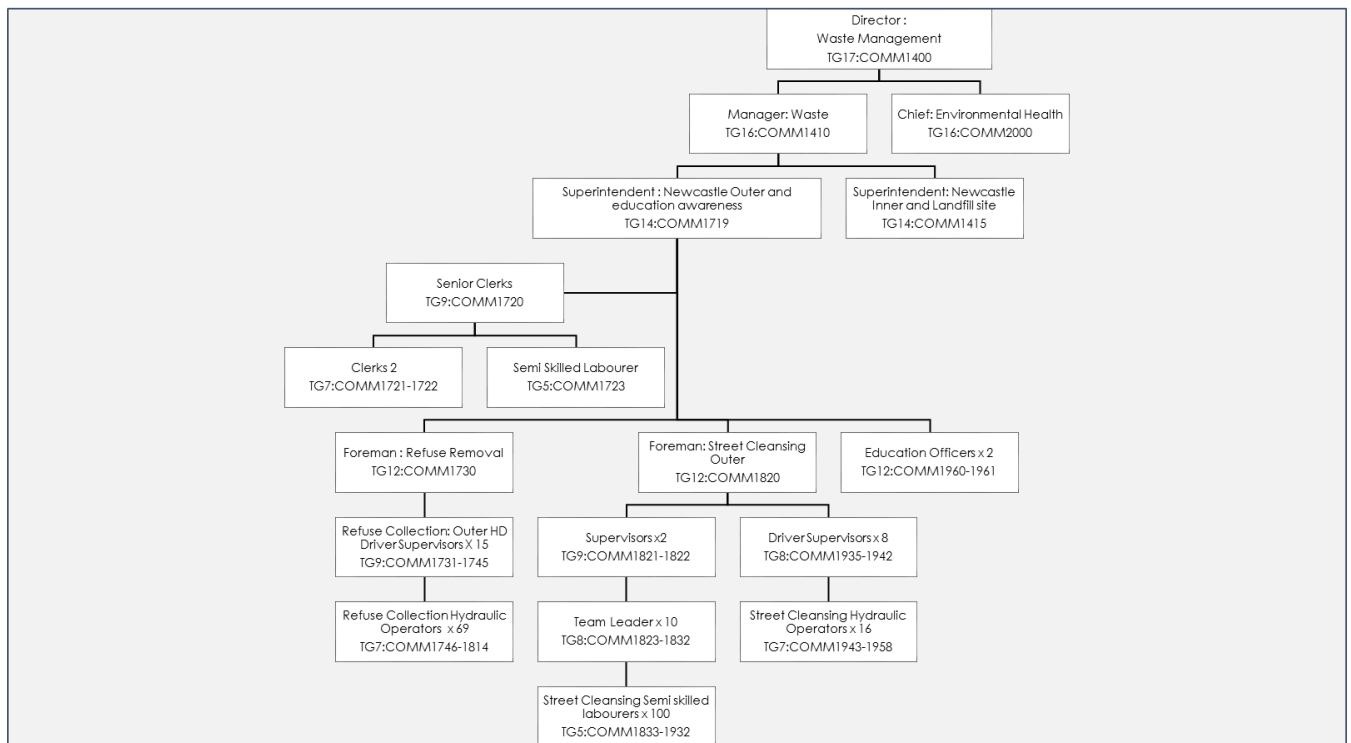 Director :
Waste Management
TG17:COMM1400
Manager: Waste
TG16:COMM1410
Chief: Environmental Health
TG16:COMM2000
Superintendent : Newcastle Outer and
education awareness
TG14:COMM1719
Superintendent: Newcastle
Inner and Landfill site
TG14:COMM1415
Senior Clerks
TG9:COMM1720
Clerks 2
TG7:COMM1721-1722
Semi Skilled Labourer
TG5:COMM1723
Foreman : Refuse Removal
TG12:COMM1730
Foreman: Street Cleansing
Outer
TG12:COMM1820
Education Officers x 2
TG12:COMM1960-1961
Refuse Collection: Outer HD
Driver Supervisors X 15
TG9:COMM1731-1745
Supervisors x2
TG9:COMM1821-1822
Driver Supervisors x 8
TG8:COMM1935-1942
Refuse Collection Hydraulic
Operators x 69
TG7:COMM1746-1814
Team Leader x 10
TG8:COMM1823-1832
Street Cleansing Hydraulic
Operators x 16
TG7:COMM1943-1958
Street Cleansing Semi skilled
labourers x 100
TG5:COMM1833-1932